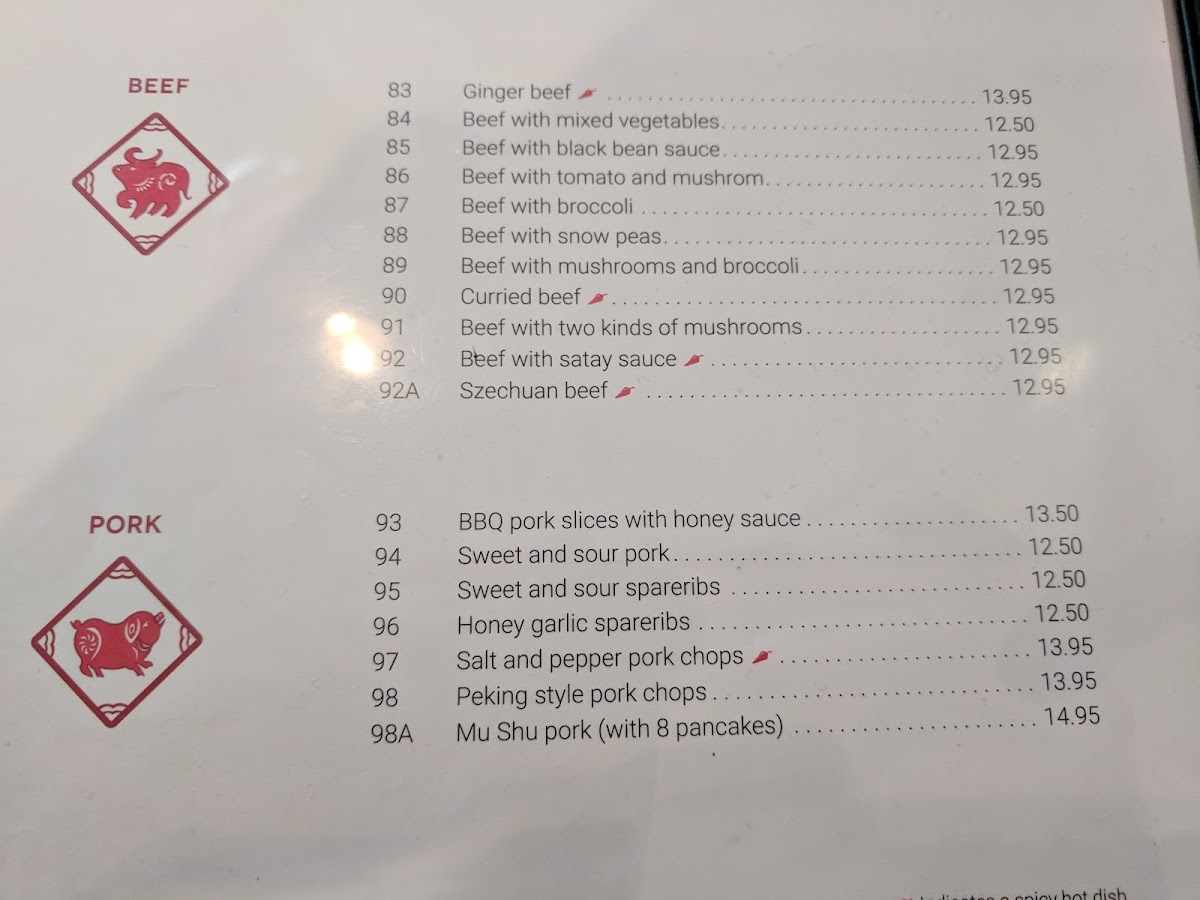 BEEF
83 Ginger beef 13.95
84 Beef with mixed vegetables 12.50
85 Beef with black bean sauce 12.95
86 Beef with tomato and mushrom 12.95
87 Beef with broccoli 12.50
88 Beef with snow peas 12.95
89 Beef with mushrooms and broccoli 12.95
90 Curried beef 12.95
91 Beef with two kinds of mushrooms 12.95
92 Beef with satay sauce 12.95
92A Szechuan beef 12.95
PORK
93 BBQ pork slices with honey sauce 13.50
94 Sweet and sour pork 12.50
95 Sweet and sour spareribs 12.50
96 Honey garlic spareribs 12.50
97 Salt and pepper pork chops 13.95
98 Peking style pork chops 13.95
98A Mu Shu pork (with 8 pancakes) 14.95
Indicates a spicy hot dish